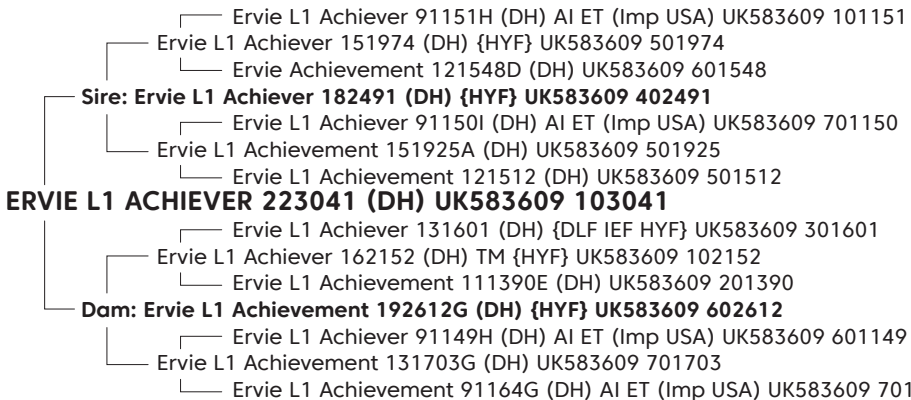 Ervie L1 Achiever 91151H (DH) AI ET (Imp USA) UK583609 101151
Ervie L1 Achiever 151974 (DH) {HYF} UK583609 501974
Ervie Achievement 121548D (DH) UK583609 601548
Sire: Ervie L1 Achiever 182491 (DH) {HYF} UK583609 402491
Ervie L1 Achiever 91150I (DH) AI ET (Imp USA) UK583609 701150
Ervie L1 Achievement 151925A (DH) UK583609 501925
Ervie L1 Achievement 121512 (DH) UK583609 501512
ERVIE L1 ACHIEVER 223041 (DH) UK583609 103041
Ervie L1 Achiever 131601 (DH) {DLF IEF HYF} UK583609 301601
Ervie L1 Achiever 162152 (DH) TM {HYF} UK583609 102152
Ervie L1 Achievement 111390E (DH) UK583609 201390
Dam: Ervie L1 Achievement 192612G (DH) {HYF} UK583609 602612
Ervie L1 Achiever 91149H (DH) AI ET (Imp USA) UK583609 601149
Ervie L1 Achievement 131703G (DH) UK583609 701703
Ervie L1 Achievement 91164G (DH) AI ET (Imp USA) UK583609 701